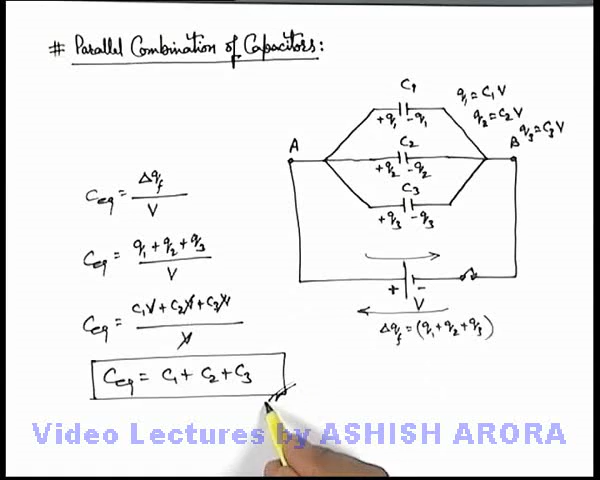 # Parallel Combination of Capacitors:
C₁
q₁ = C₁V
q₂ = C₂V
q₃ = C₃V
+q₁ -q₁
A
C₂
B
+q₂ -q₂
C₃
+q₃ -q₃
Ceq = Δqf / V
Ceq = q₁ + q₂ + q₃ / V
+ -
V
Ceq = C₁V + C₂V + C₃V / V
Δqf = (q₁ + q₂ + q₃)
Ceq = C₁ + C₂ + C₃
Video Lectures by ASHISH ARORA